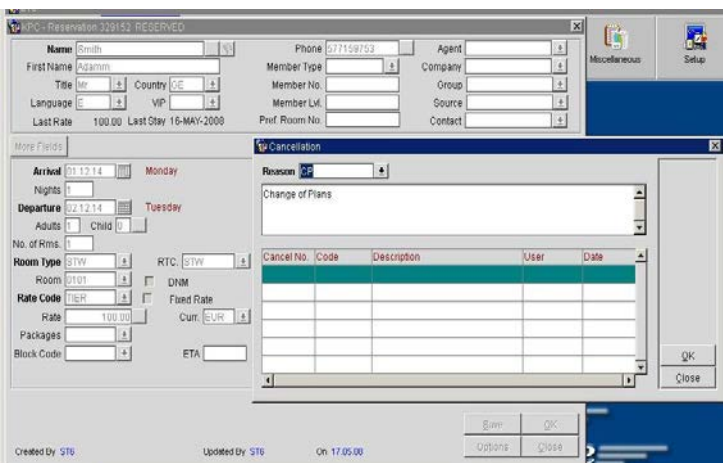 KPC - Reservation 329152 RESERVED
Name Smith
First Name Adamm
Title Mr Country GE
Language E VIP
Last Rate 100.00 Last Stay 16-MAY-2008
Phone 577159753
Member Type
Member No.
Member Lvl.
Pref. Room No.
Agent
Company
Group
Source
Contact
Miscellaneous
Setup
More Fields
Arrival 01.12.14 Monday
Nights 1
Departure 02.12.14 Tuesday
Adults 1 Child 0
No. of Rms. 1
Room Type STW RTC. STW
Room 0101 DNM
Rate Code TIER Fixed Rate
Rate 100.00 Curr. EUR
Packages
Block Code ETA
Cancellation
Reason CP
Change of Plans
Cancel No. Code Description User Date
OK
Close
Save OK
Options Close
Created By ST6 Updated By ST6 On 17.05.08